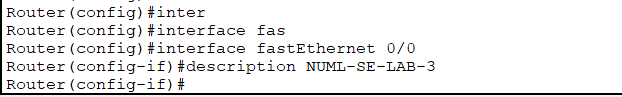 Router(config)#inter
Router(config)#interface fas
Router(config)#interface fastEthernet 0/0
Router(config-if)#description NUML-SE-LAB-3
Router(config-if)#